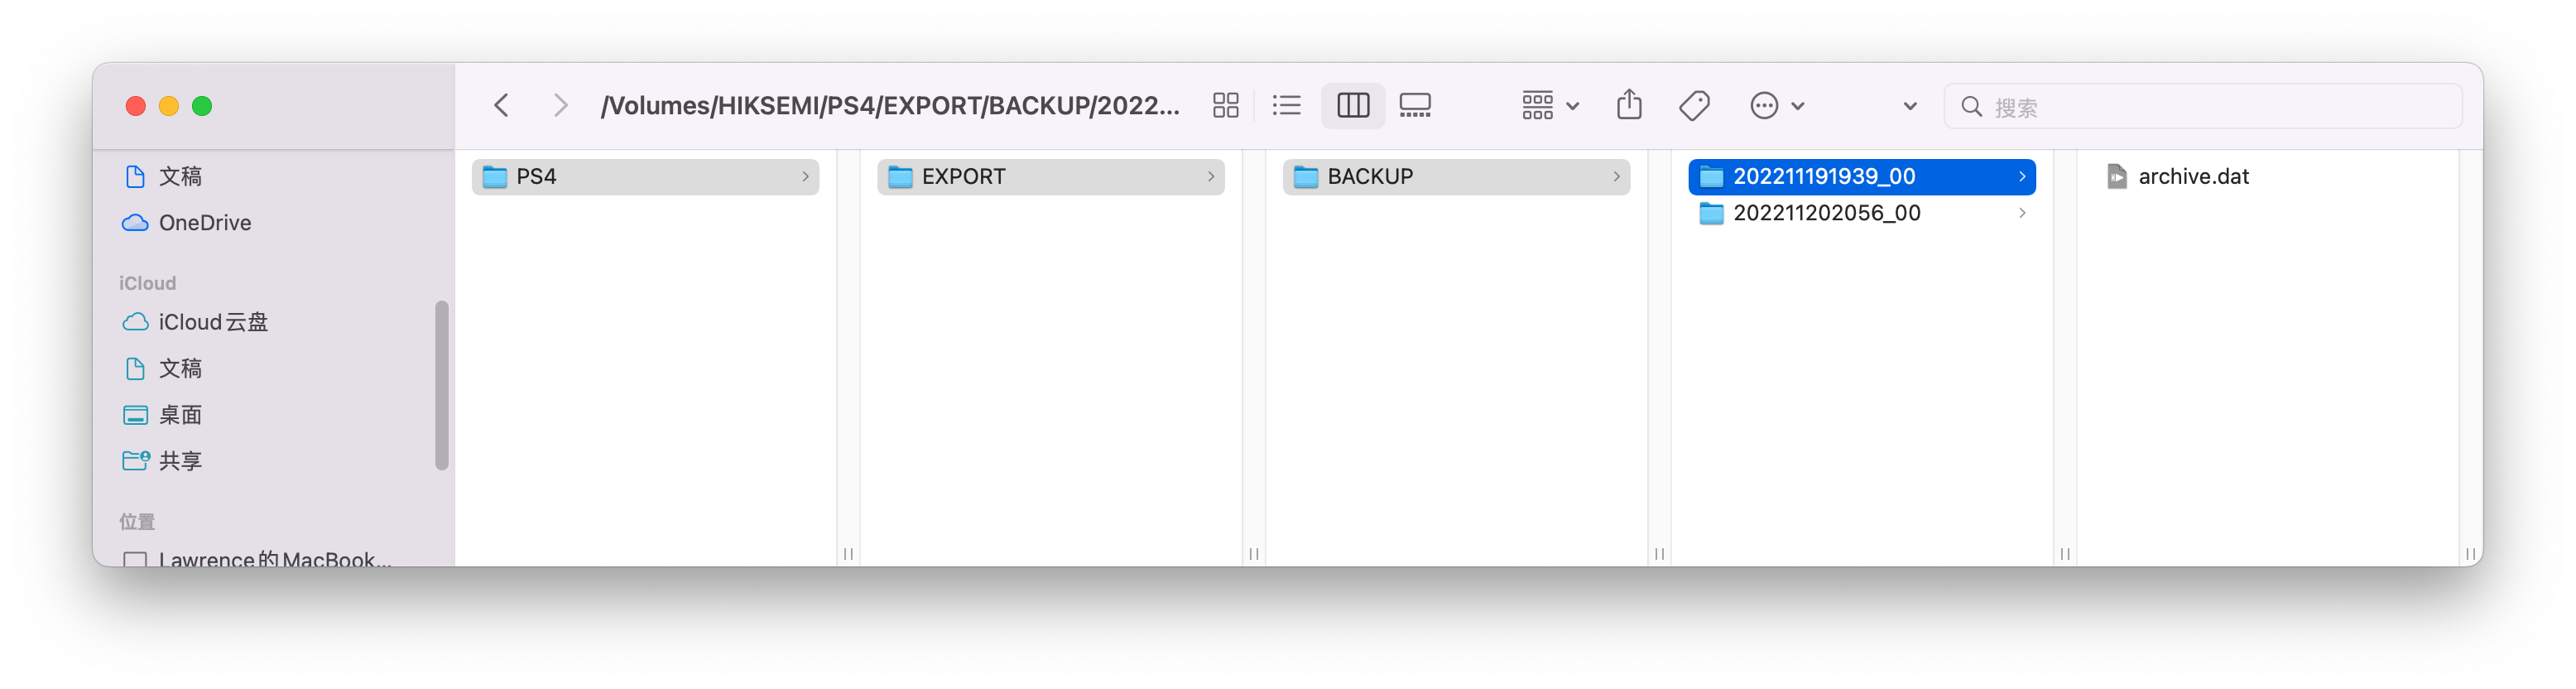 /Volumes/HIKSEMI/PS4/EXPORT/BACKUP/2022...
搜索
文稿
OneDrive
iCloud
iCloud云盘
文稿
桌面
共享
位置
Lawrence的MacBook...
PS4
EXPORT
BACKUP
202211191939_00
202211202056_00
archive.dat